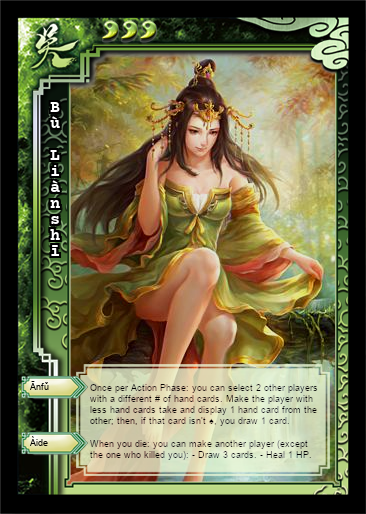 吳
Bù Liànshī
Ānfǔ
Once per Action Phase: you can select 2 other players
with a different # of hand cards. Make the player with
less hand cards take and display 1 hand card from the
other; then, if that card isn't ♠, you draw 1 card.
Àide
When you die: you can make another player (except
the one who killed you): - Draw 3 cards. - Heal 1 HP.